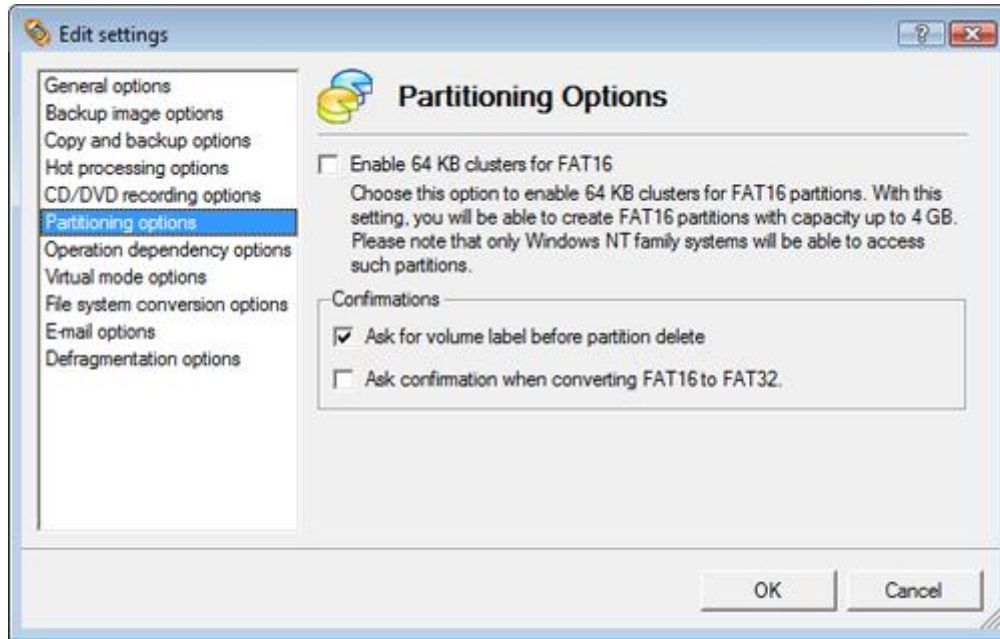 Edit settings
General options
Backup image options
Copy and backup options
Hot processing options
CD/DVD recording options
Partitioning options
Operation dependency options
Virtual mode options
File system conversion options
E-mail options
Defragmentation options
Partitioning Options
Enable 64 KB clusters for FAT16
Choose this option to enable 64 KB clusters for FAT16 partitions. With this
setting, you will be able to create FAT16 partitions with capacity up to 4 GB.
Please note that only Windows NT family systems will be able to access
such partitions.
Confirmations
Ask for volume label before partition delete
Ask confirmation when converting FAT16 to FAT32.
OK
Cancel